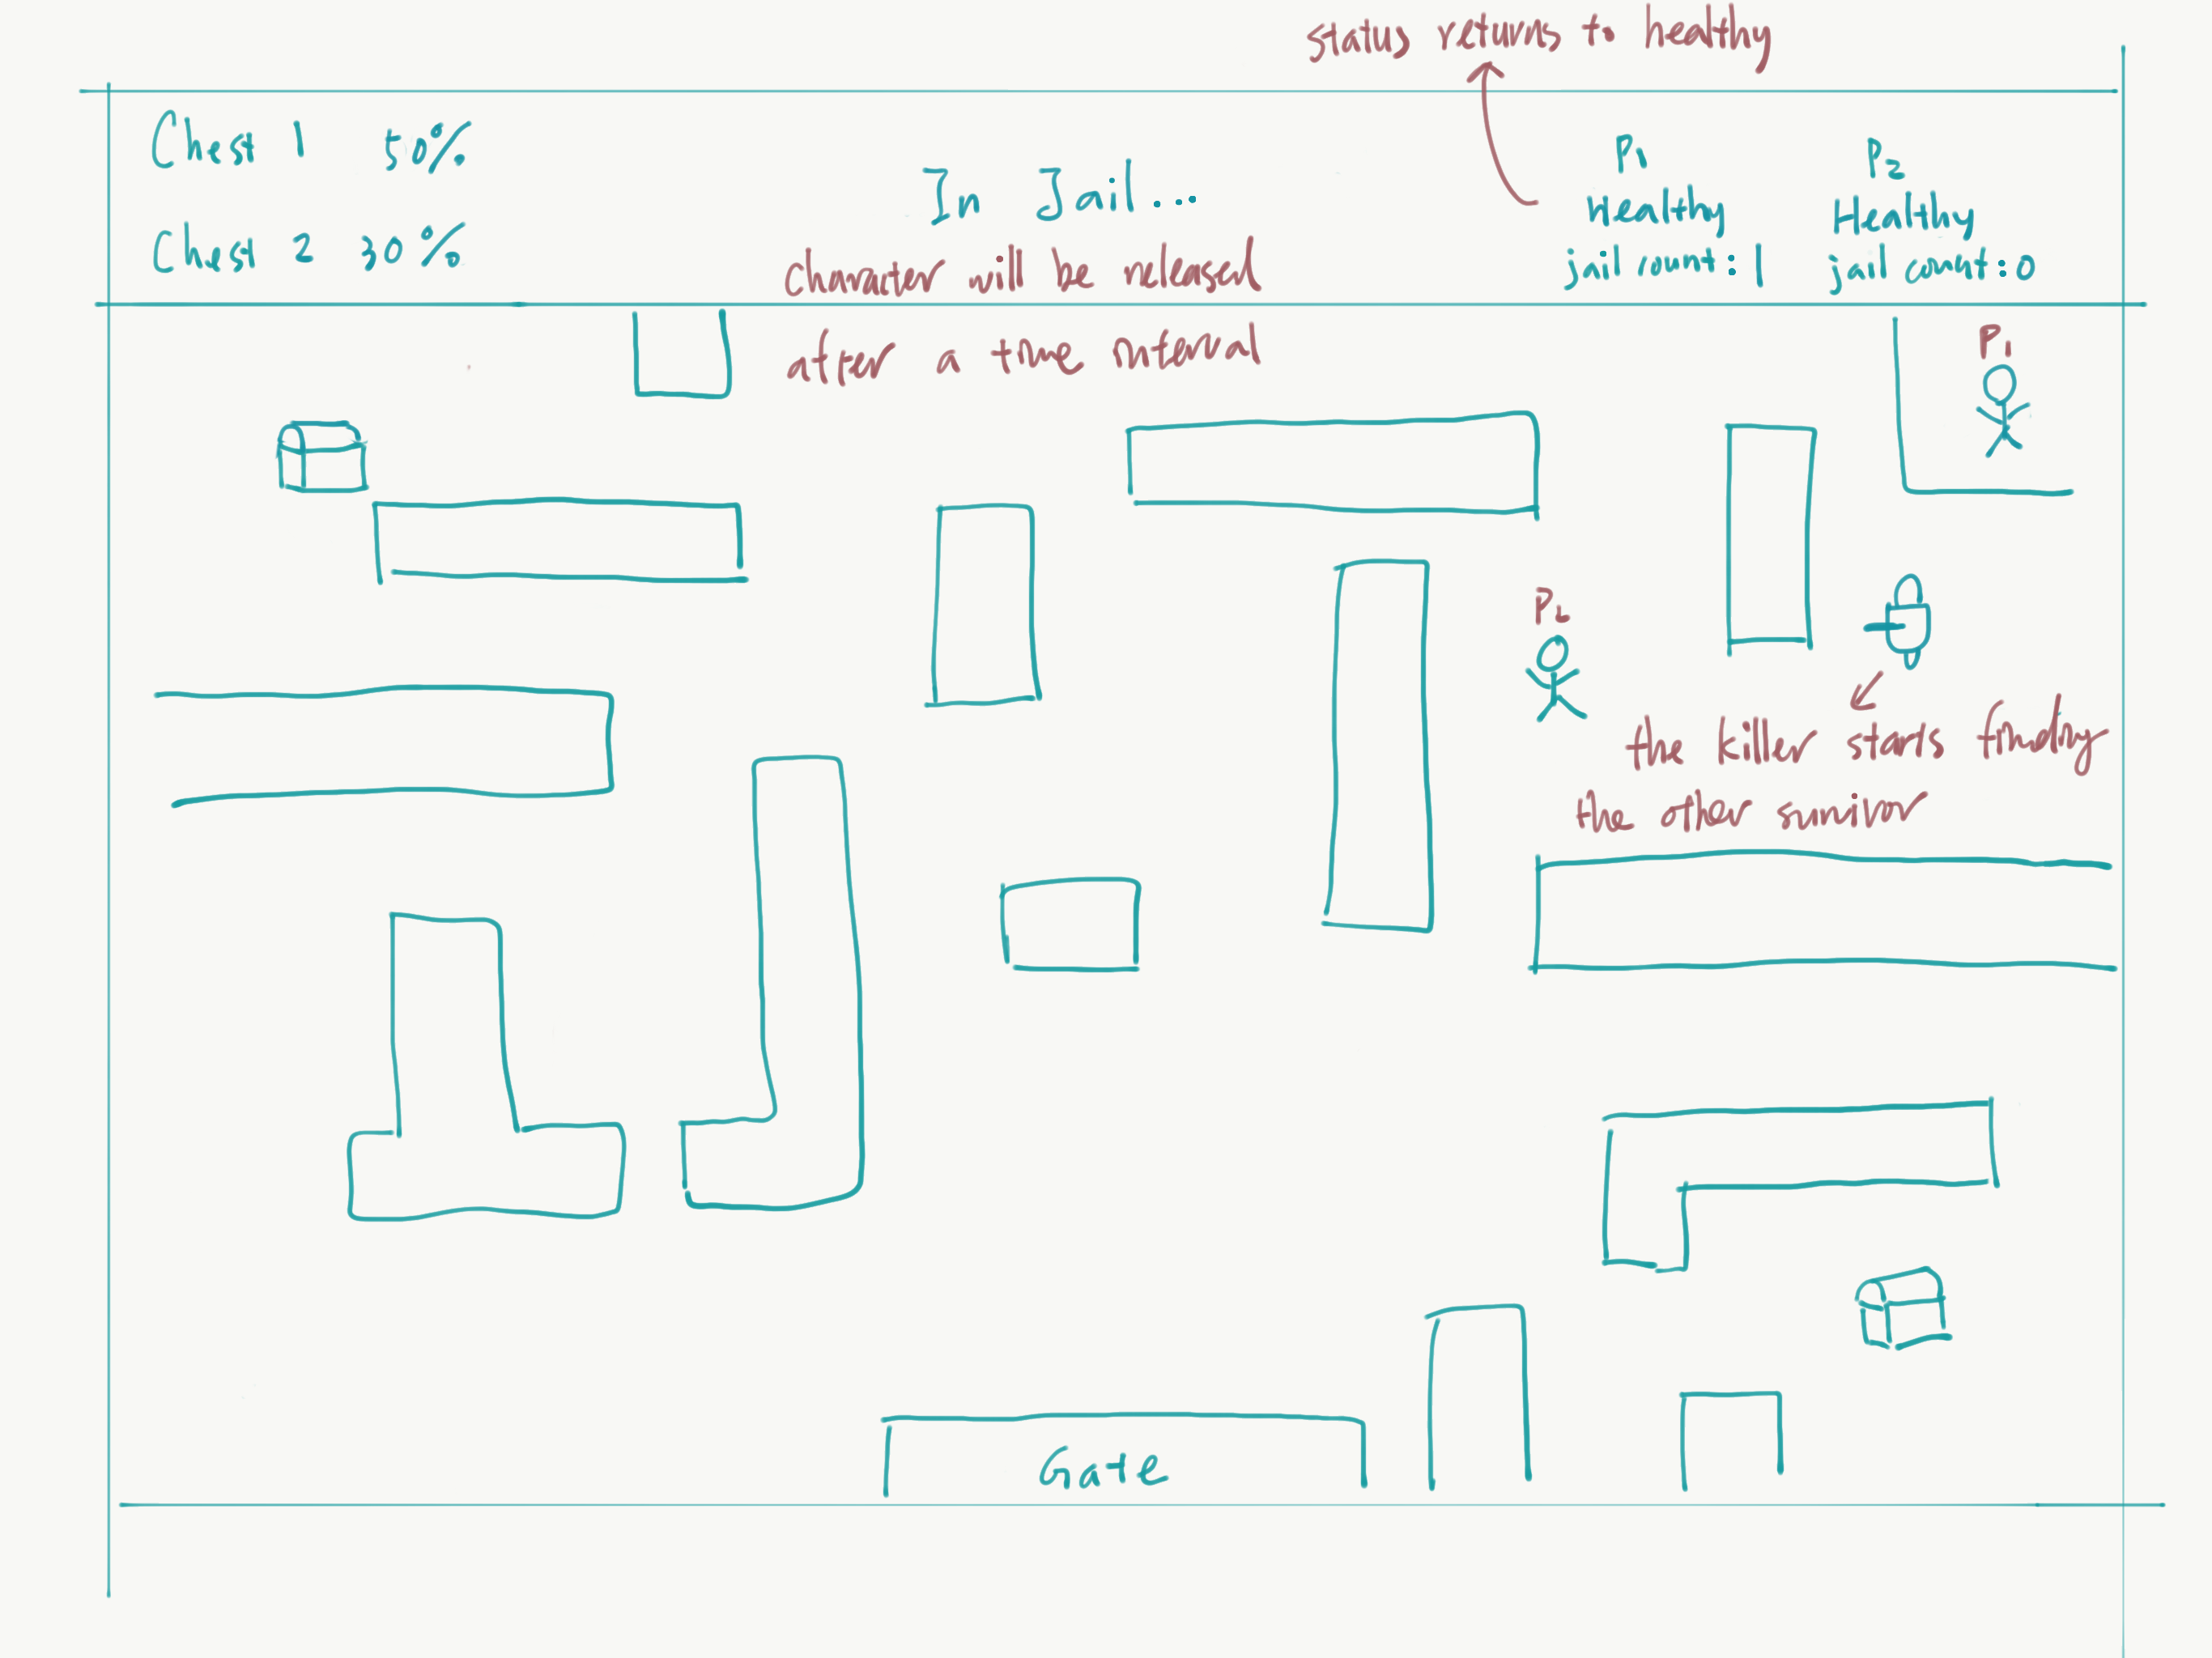 status returns to healthy
Chest 1 50%
Chest 2 30%
In Jail...
character will be released
after a time interval
P1
Healthy
jail count: 1
P2
Healthy
jail count: 0
P1
P2
the killer starts finding
the other survivor
Gate